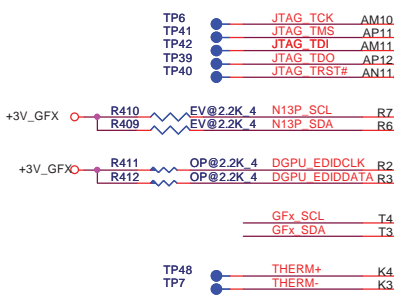 TP6 JTAG_TCK AM10
TP41 JTAG_TMS AP11
TP42 JTAG_TDI AM11
TP39 JTAG_TDO AP12
TP40 JTAG_TRST# AN11
+3V_GFX R410 EV@2.2K_4 N13P_SCL R7
R409 EV@2.2K_4 N13P_SDA R6
+3V_GFX R411 OP@2.2K_4 DGPU_EDIDCLK R2
R412 OP@2.2K_4 DGPU_EDIDDATA R3
GFx_SCL T4
GFx_SDA T3
TP48 THERM+ K4
TP7 THERM- K3